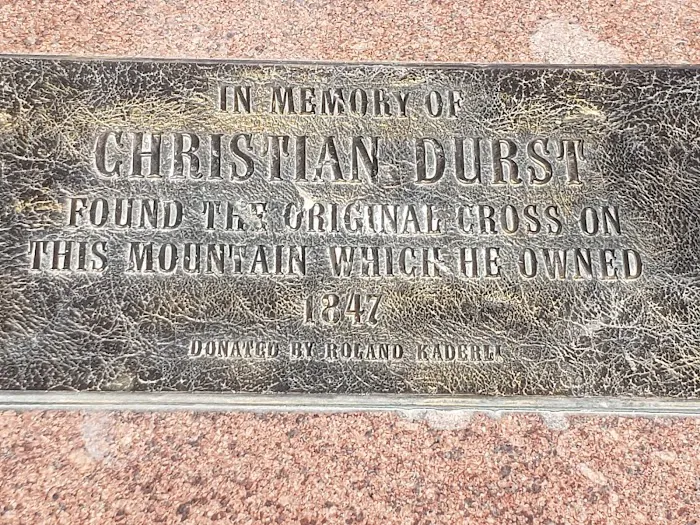 IN MEMORY OF
CHRISTIAN DURST
FOUND THE ORIGINAL CROSS ON
THIS MOUNTAIN WHICH HE OWNED
1847
DONATED BY ROLAND KADERLI